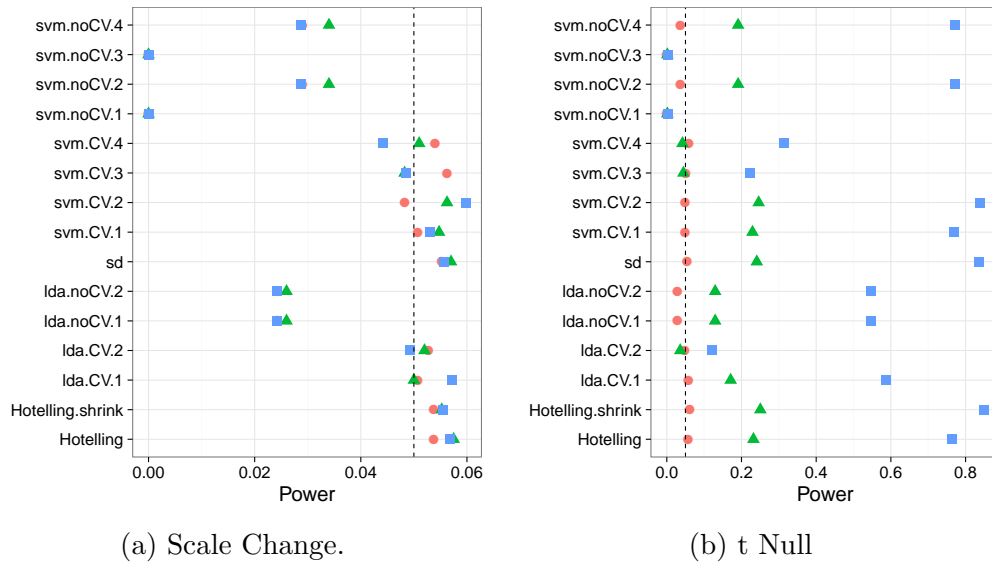 svm.noCV.4
svm.noCV.3
svm.noCV.2
svm.noCV.1
svm.CV.4
svm.CV.3
svm.CV.2
svm.CV.1
sd
lda.noCV.2
lda.noCV.1
lda.CV.2
lda.CV.1
Hotelling.shrink
Hotelling
0.00 0.02 0.04 0.06
Power
(a) Scale Change.
svm.noCV.4
svm.noCV.3
svm.noCV.2
svm.noCV.1
svm.CV.4
svm.CV.3
svm.CV.2
svm.CV.1
sd
lda.noCV.2
lda.noCV.1
lda.CV.2
lda.CV.1
Hotelling.shrink
Hotelling
0.0 0.2 0.4 0.6 0.8
Power
(b) t Null